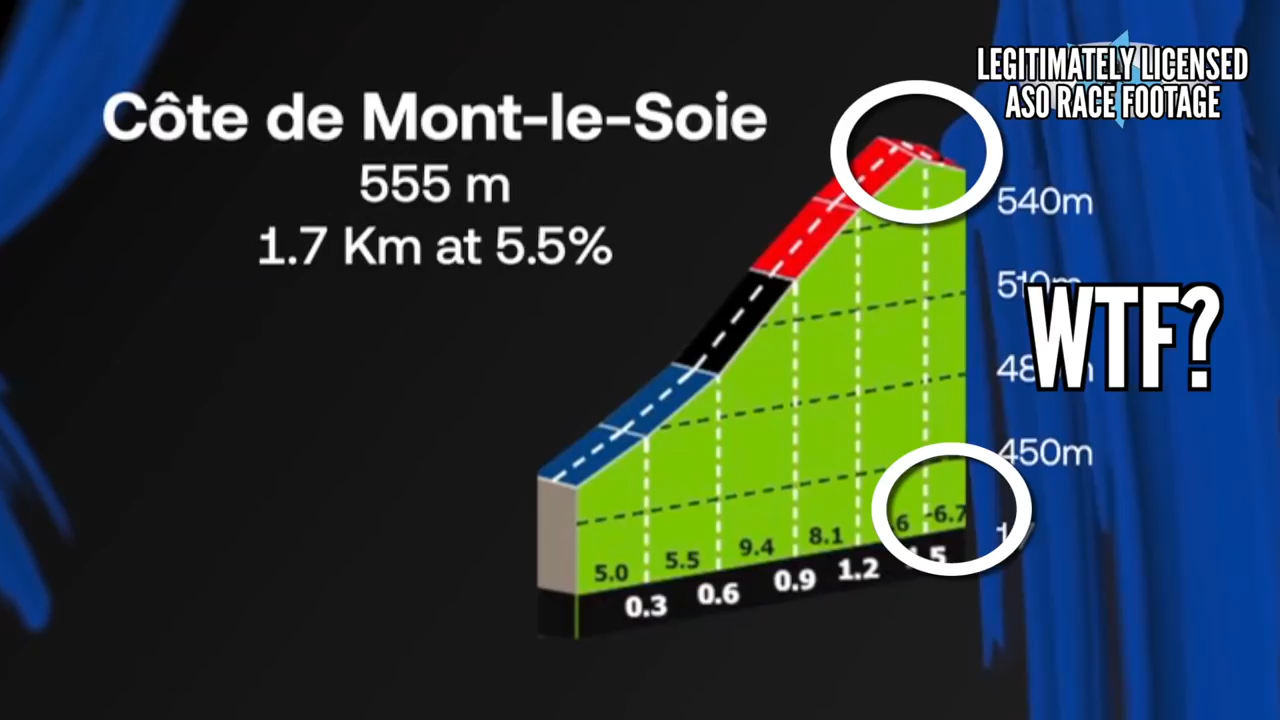 LEGITIMATELY LICENSED
ASO RACE FOOTAGE
Côte de Mont-le-Soie
555 m
1.7 Km at 5.5%
540m
WTF?
450m
5.0 5.5 9.4 8.1 -6.7
0.3 0.6 0.9 1.2